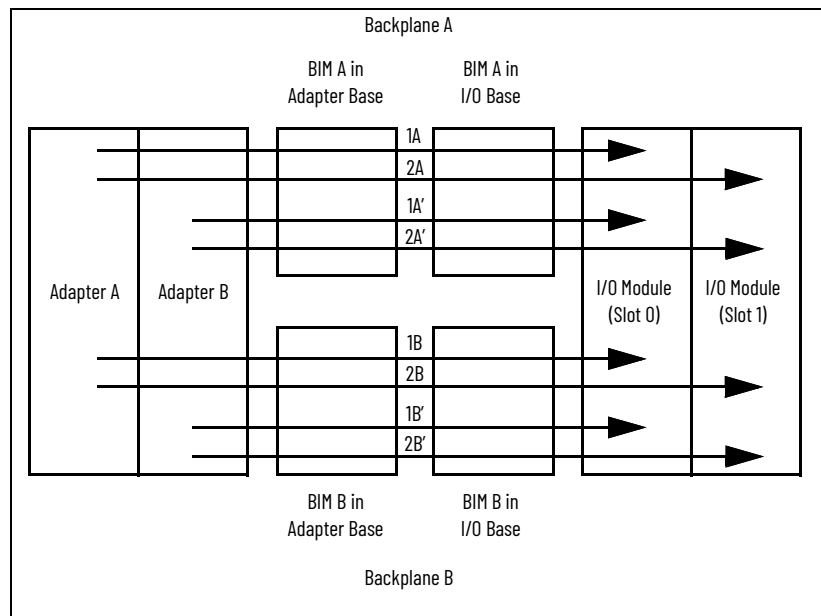 Backplane A
BIM A in
Adapter Base
BIM A in
I/O Base
1A
2A
1A’
2A’
Adapter A
Adapter B
I/O Module
(Slot 0)
I/O Module
(Slot 1)
1B
2B
1B’
2B’
BIM B in
Adapter Base
BIM B in
I/O Base
Backplane B